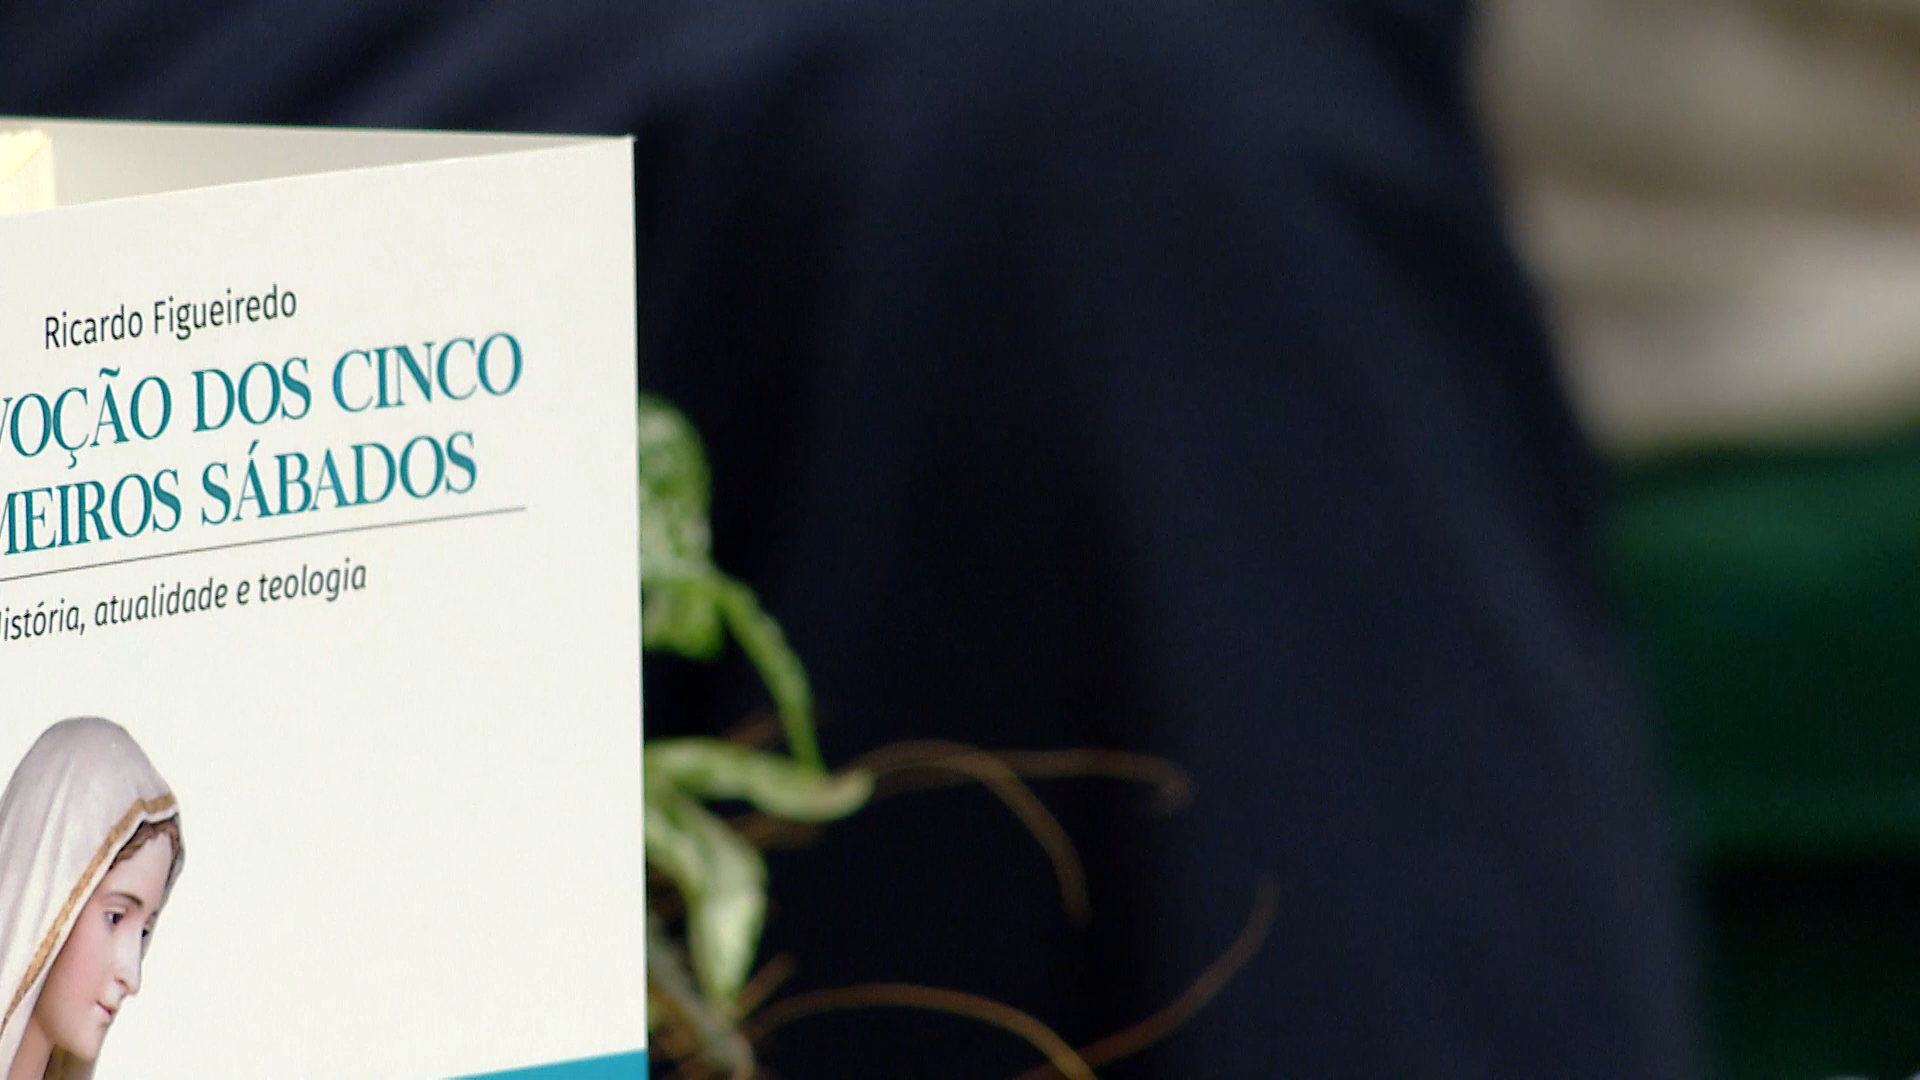 Ricardo Figueiredo
VOÇÃO DOS CINCO
MEIROS SÁBADOS
istória, atualidade e teologia